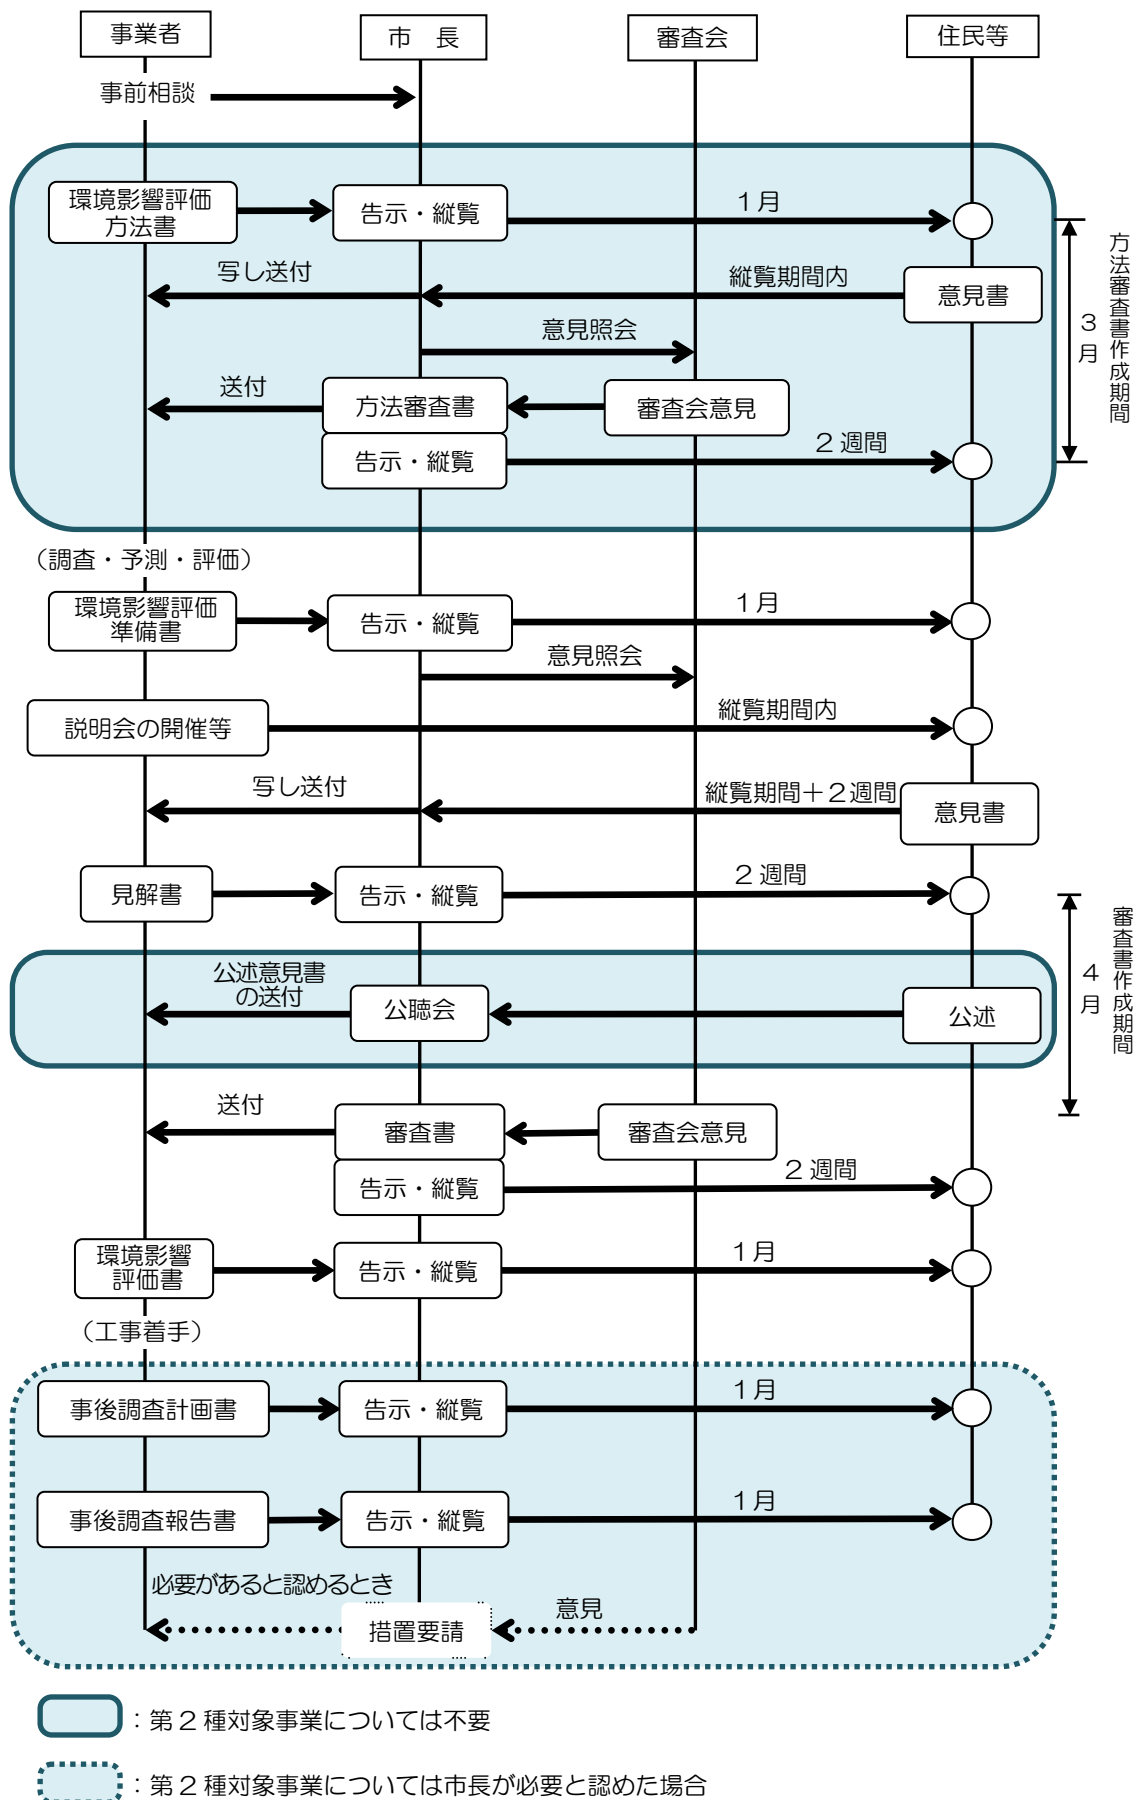 事業者
市　長
審査会
住民等
事前相談
環境影響評価
方法書
告示・縦覧
１月
写し送付
縦覧期間内
意見書
意見照会
送付
方法審査書
審査会意見
告示・縦覧
２週間
３月
方法審査書作成期間
（調査・予測・評価）
環境影響評価
準備書
告示・縦覧
１月
意見照会
説明会の開催等
縦覧期間内
写し送付
縦覧期間＋２週間
意見書
見解書
告示・縦覧
２週間
公述意見書
の送付
公聴会
公述
４月
審査書作成期間
送付
審査書
審査会意見
告示・縦覧
２週間
環境影響
評価書
告示・縦覧
１月
（工事着手）
事後調査計画書
告示・縦覧
１月
事後調査報告書
告示・縦覧
１月
必要があると認めるとき
措置要請
意見
：第２種対象事業については不要
：第２種対象事業については市長が必要と認めた場合